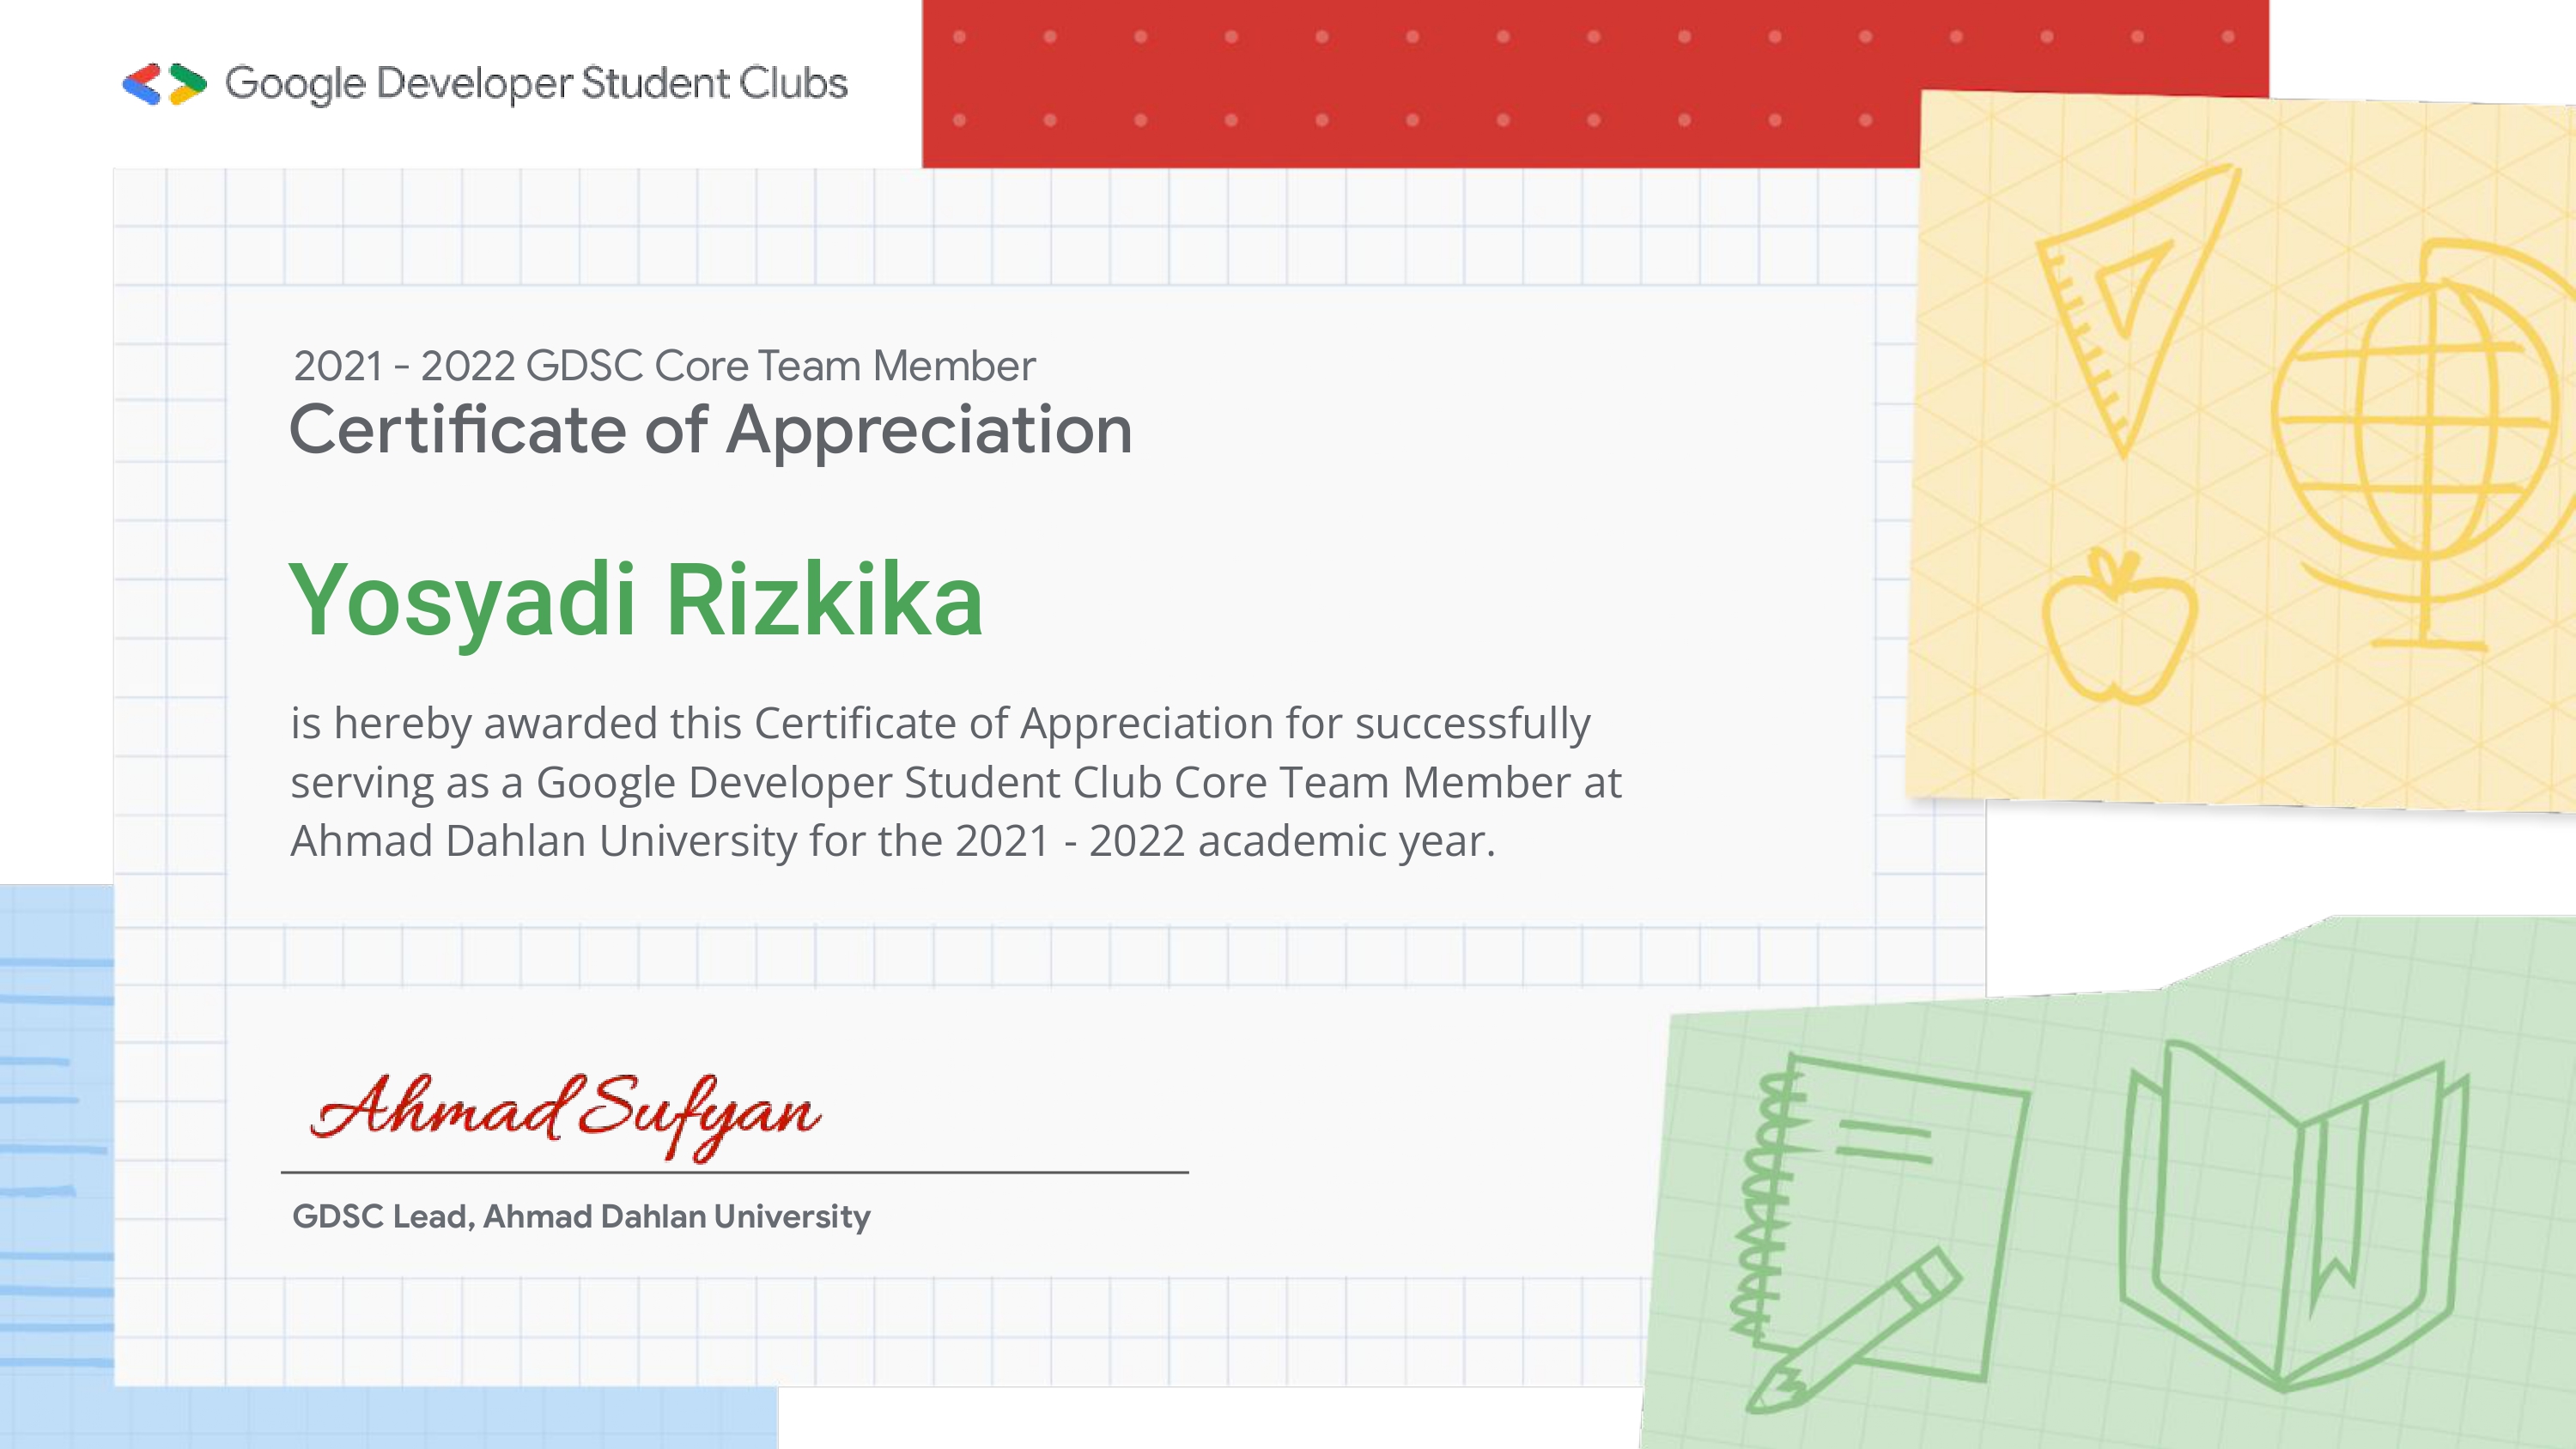 Google Developer Student Clubs
2021 - 2022 GDSC Core Team Member
Certificate of Appreciation
Yosyadi Rizkika
is hereby awarded this Certificate of Appreciation for successfully
serving as a Google Developer Student Club Core Team Member at
Ahmad Dahlan University for the 2021 - 2022 academic year.
Ahmad Sufyan
GDSC Lead, Ahmad Dahlan University